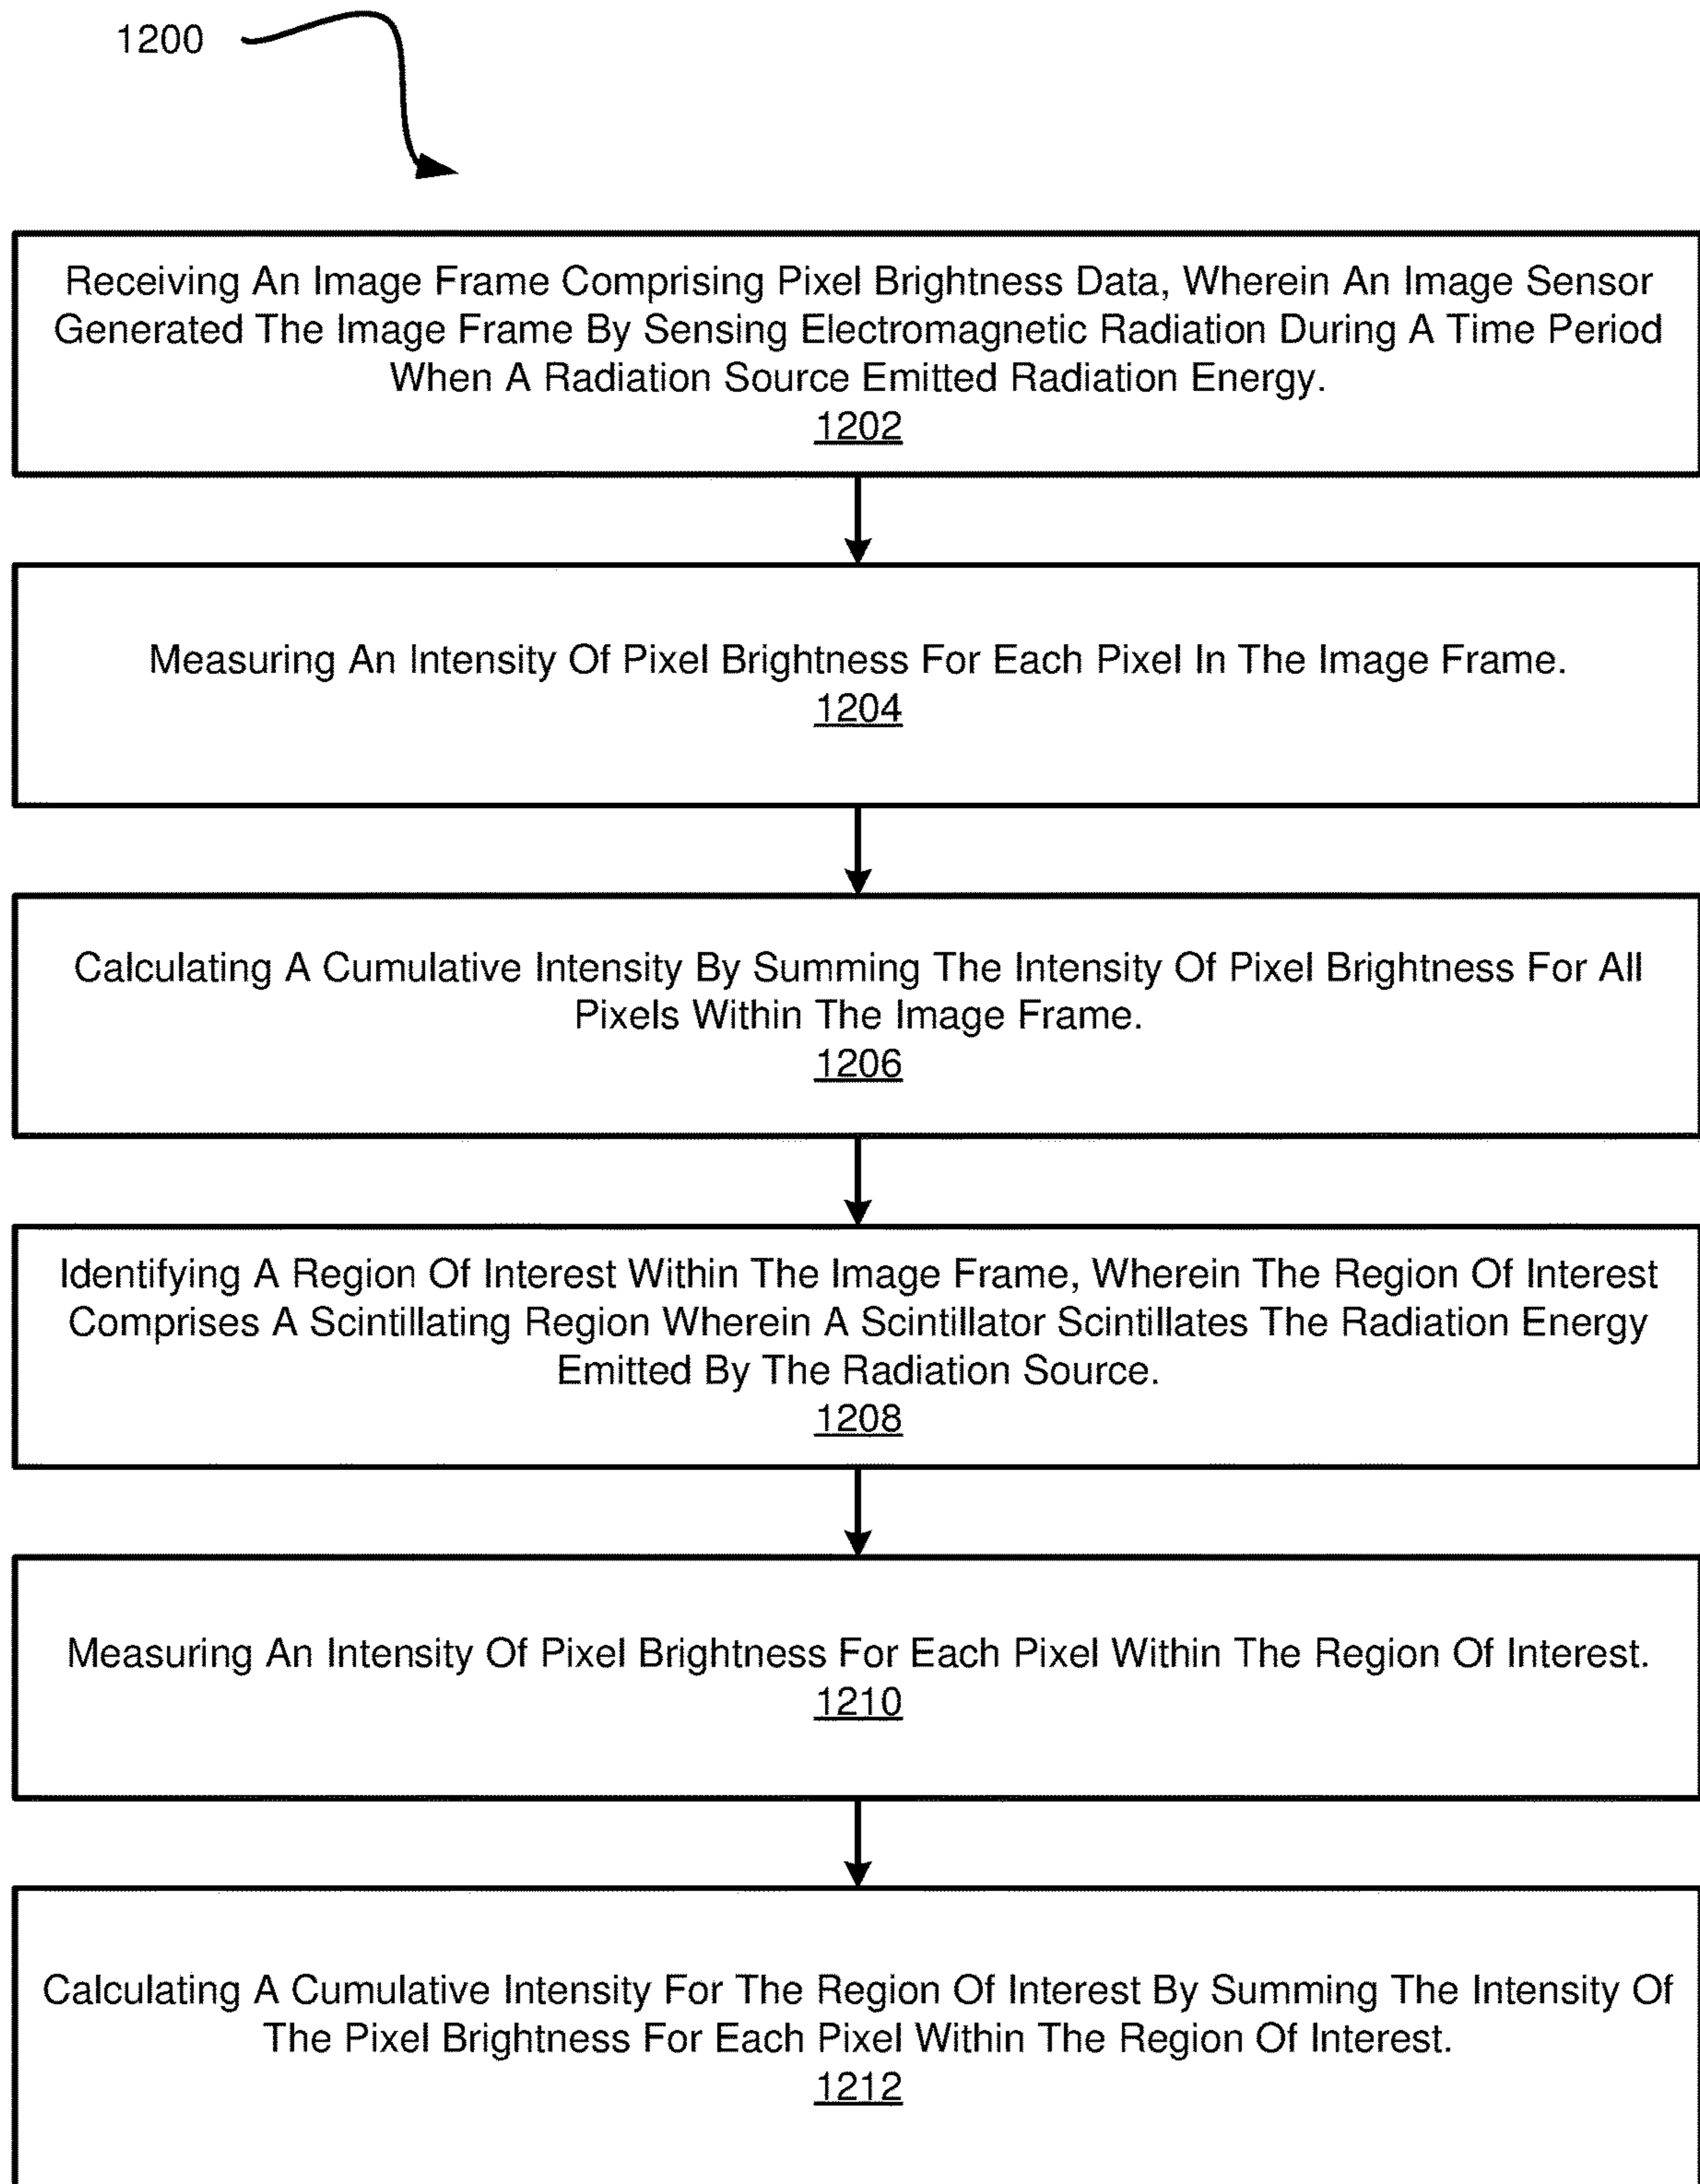 1200
Receiving An Image Frame Comprising Pixel Brightness Data, Wherein An Image Sensor
Generated The Image Frame By Sensing Electromagnetic Radiation During A Time Period
When A Radiation Source Emitted Radiation Energy.
1202
Measuring An Intensity Of Pixel Brightness For Each Pixel In The Image Frame.
1204
Calculating A Cumulative Intensity By Summing The Intensity Of Pixel Brightness For All
Pixels Within The Image Frame.
1206
Identifying A Region Of Interest Within The Image Frame, Wherein The Region Of Interest
Comprises A Scintillating Region Wherein A Scintillator Scintillates The Radiation Energy
Emitted By The Radiation Source.
1208
Measuring An Intensity Of Pixel Brightness For Each Pixel Within The Region Of Interest.
1210
Calculating A Cumulative Intensity For The Region Of Interest By Summing The Intensity Of
The Pixel Brightness For Each Pixel Within The Region Of Interest.
1212